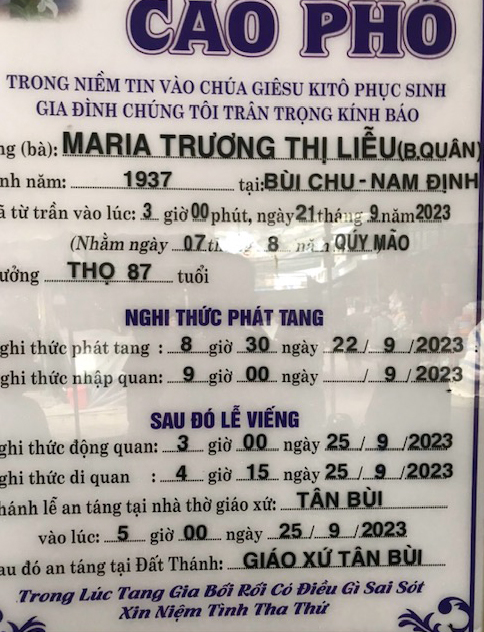 CÁO PHÓ
TRONG NIỀM TIN VÀO CHÚA GIÊSU KITÔ PHỤC SINH
GIA ĐÌNH CHÚNG TÔI TRÂN TRỌNG KÍNH BÁO
ng (bà): MARIA TRƯƠNG THỊ LIỄU(B.QUÂN)
nh năm: 1937 tại:BÙI CHU - NAM ĐỊNH
ã từ trần vào lúc: 3 giờ 00 phút, ngày 21 tháng 9 năm 2023
(Nhằm ngày 07 th 8 năm QÚY MÃO
ưởng THỌ 87 tuổi
NGHI THỨC PHÁT TANG
ghi thức phát tang : 8 giờ 30 ngày 22 / 9 /2023
ghi thức nhập quan: 9 giờ 00 ngày / 9 /2023
SAU ĐÓ LỄ VIẾNG
ghi thức động quan: 3 giờ 00 ngày 25 / 9 /2023
ghi thức di quan : 4 giờ 15 ngày 25 / 9 /2023
hánh lễ an táng tại nhà thờ giáo xứ: TÂN BÙI
vào lúc: 5 giờ 00 ngày 25 / 9 /2023
au đó an táng tại Đất Thánh: GIÁO XỨ TÂN BÙI
Trong Lúc Tang Gia Bối Rối Có Điều Gì Sai Sót
Xin Niệm Tình Tha Thứ